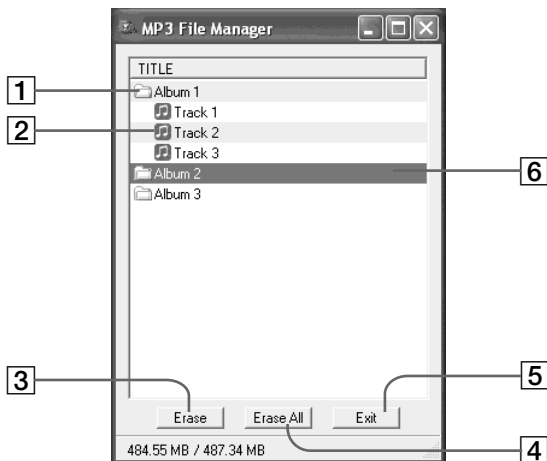 MP3 File Manager
TITLE
1
Album 1
Track 1
2
Track 2
Track 3
Album 2
6
Album 3
3
5
Erase
Erase All
Exit
484.55 MB / 487.34 MB
4